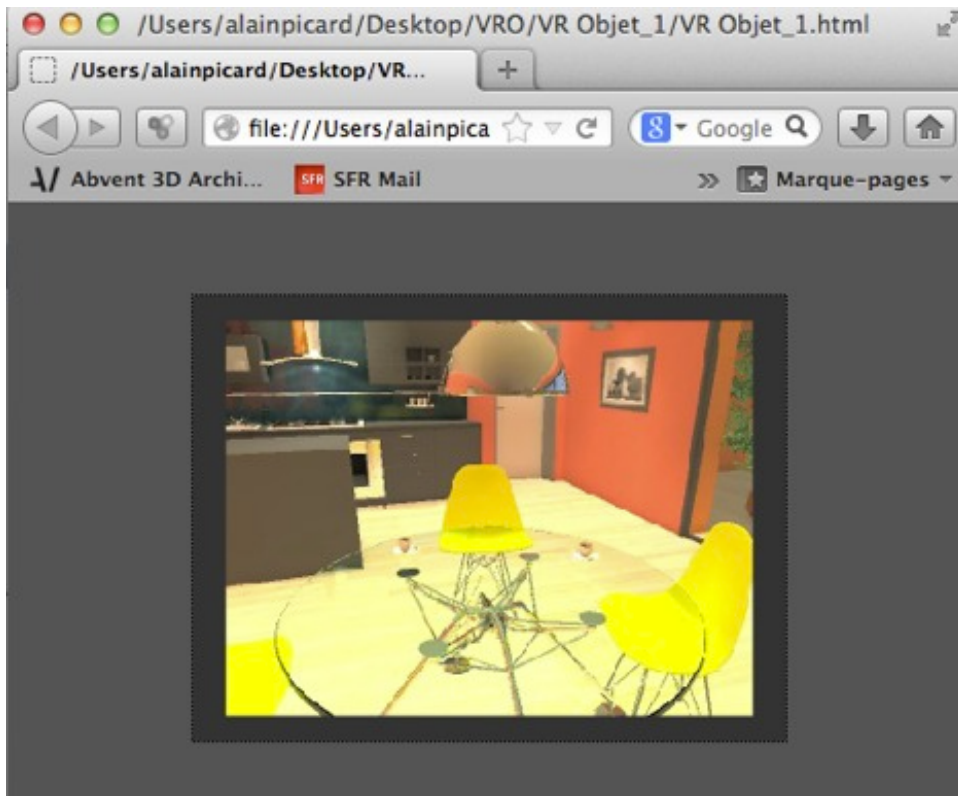 /Users/alainpicard/Desktop/VRO/VR Objet_1/VR Objet_1.html
/Users/alainpicard/Desktop/VR...
file:///Users/alainpica
8 Google
Abvent 3D Archi...
SFR SFR Mail
Marque-pages